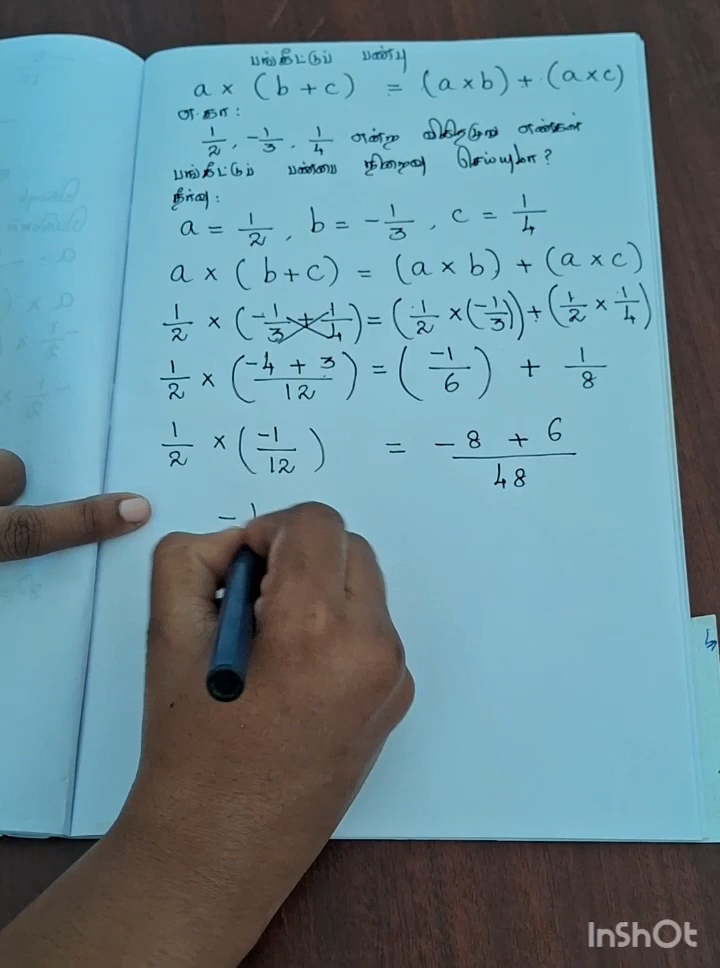 பங்கீட்டுப் பண்பு
a × (b + c) = (a×b) + (a×c)
எ.கா :
1/2 , -1/3 , 1/4 என்ற விகிதமுறு எண்கள்
பங்கீட்டுப் பண்பை நிறைவு செய்யுமா?
தீர்வு :
a = 1/2 , b = -1/3 , c = 1/4
a × (b+c) = (a × b) + (a × c)
1/2 × (-1/3 + 1/4) = (1/2 × (-1/3)) + (1/2 × 1/4)
1/2 × (-4 + 3 / 12) = (-1/6) + 1/8
1/2 × (-1/12) = -8 + 6 / 48
-1
InShOt